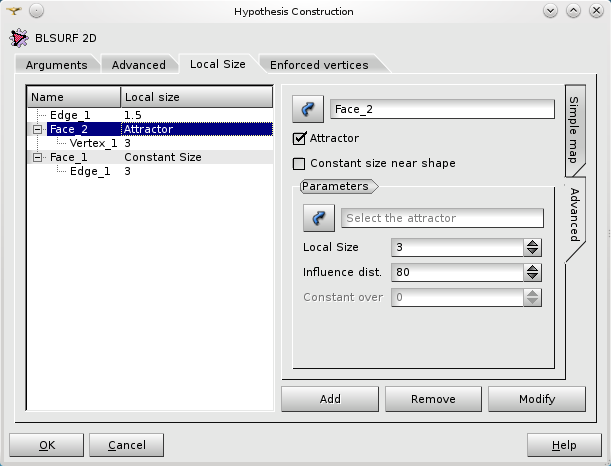 Hypothesis Construction
BLSURF 2D
Arguments
Advanced
Local Size
Enforced vertices
Name
Local size
Edge_1
1.5
Face_2
Attractor
Vertex_1
3
Face_1
Constant Size
Edge_1
3
Face_2
Attractor
Constant size near shape
Parameters
Select the attractor
Local Size
3
Influence dist.
80
Constant over
0
Simple map
Advanced
Add
Remove
Modify
OK
Cancel
Help